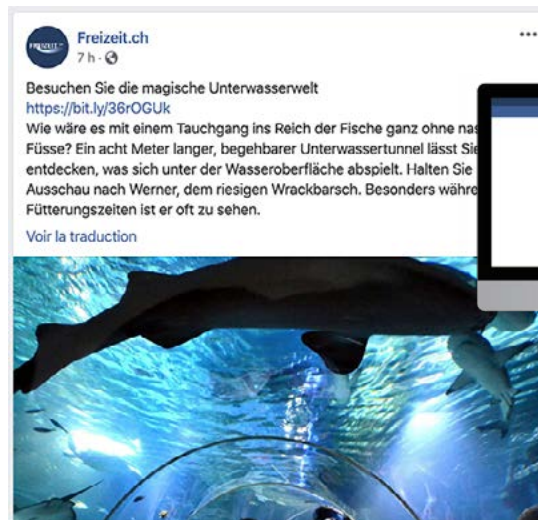 Freizeit.ch
7 h ·
Besuchen Sie die magische Unterwasserwelt
https://bit.ly/36rOGUk
Wie wäre es mit einem Tauchgang ins Reich der Fische ganz ohne
Füsse? Ein acht Meter langer, begehbarer Unterwassertunnel lässt
entdecken, was sich unter der Wasseroberfläche abspielt. Halten Sie
Ausschau nach Werner, dem riesigen Wrackbarsch. Besonders
Fütterungszeiten ist er oft zu sehen.
Voir la traduction